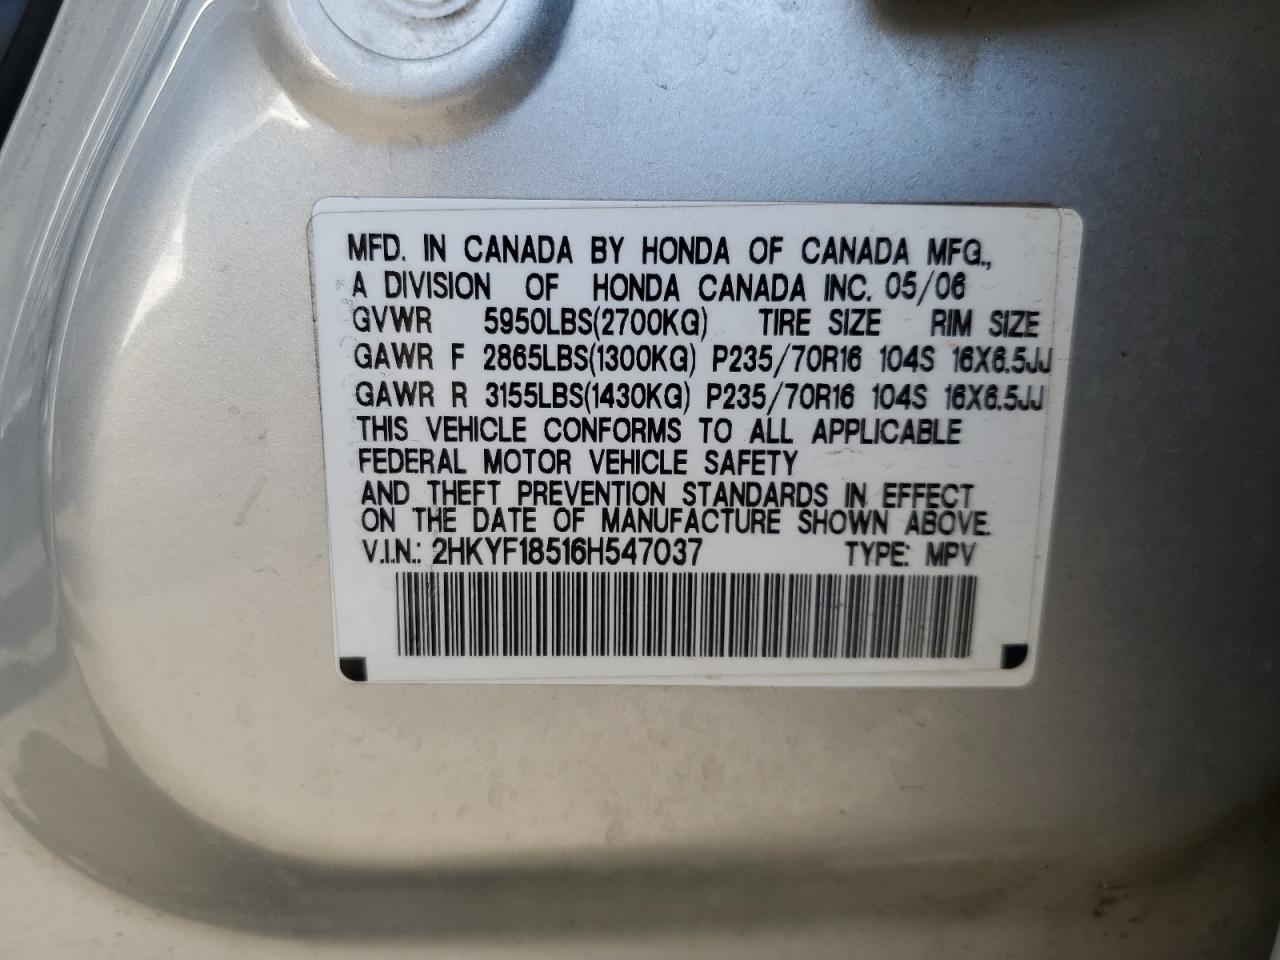 MFD. IN CANADA BY HONDA OF CANADA MFG.,
A DIVISION OF HONDA CANADA INC. 05/06
GVWR 5950LBS(2700KG) TIRE SIZE RIM SIZE
GAWR F 2865LBS(1300KG) P235/70R16 104S 16X6.5JJ
GAWR R 3155LBS(1430KG) P235/70R16 104S 16X6.5JJ
THIS VEHICLE CONFORMS TO ALL APPLICABLE
FEDERAL MOTOR VEHICLE SAFETY
AND THEFT PREVENTION STANDARDS IN EFFECT
ON THE DATE OF MANUFACTURE SHOWN ABOVE.
V.I.N.: 2HKYF18516H547037 TYPE: MPV